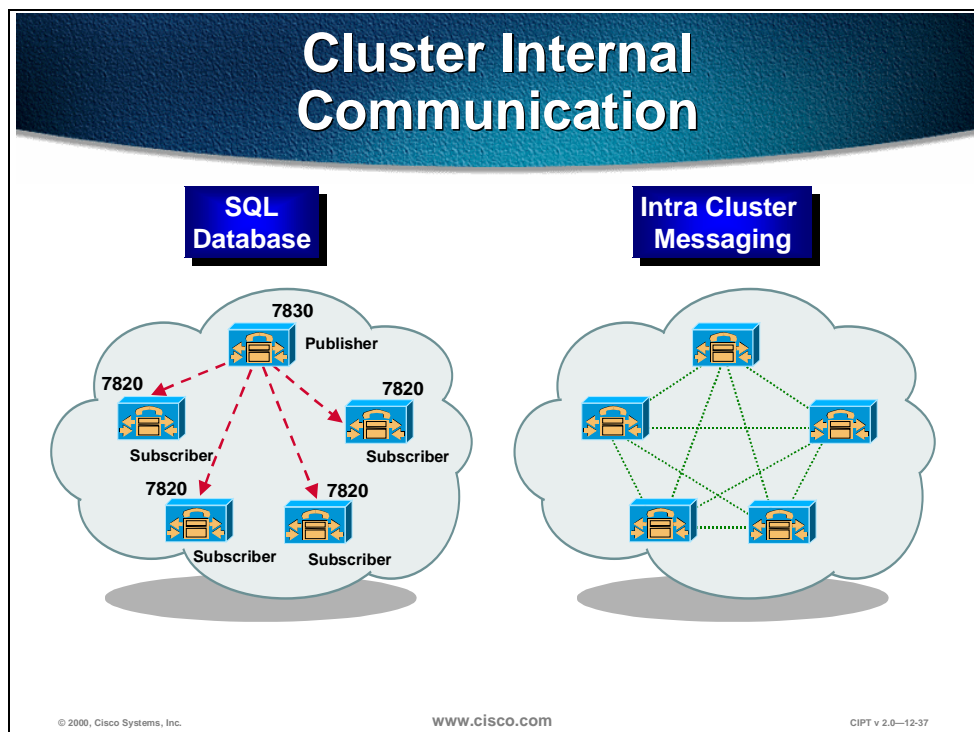 Cluster Internal
Communication
SQL
Database
Intra Cluster
Messaging
7830
Publisher
7820
Subscriber
7820
Subscriber
7820
Subscriber
7820
Subscriber
© 2000, Cisco Systems, Inc.
www.cisco.com
CIPT v 2.0—12-37